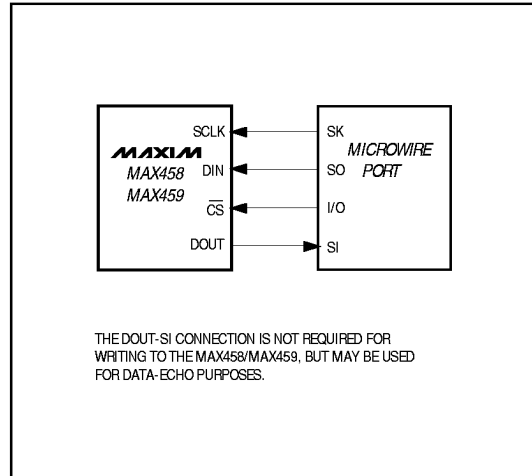 SCLK SK
MAXIM MICROWIRE
MAX458 DIN SO PORT
MAX459
C̅S̅ I/O
DOUT SI
THE DOUT-SI CONNECTION IS NOT REQUIRED FOR
WRITING TO THE MAX458/MAX459, BUT MAY BE USED
FOR DATA-ECHO PURPOSES.